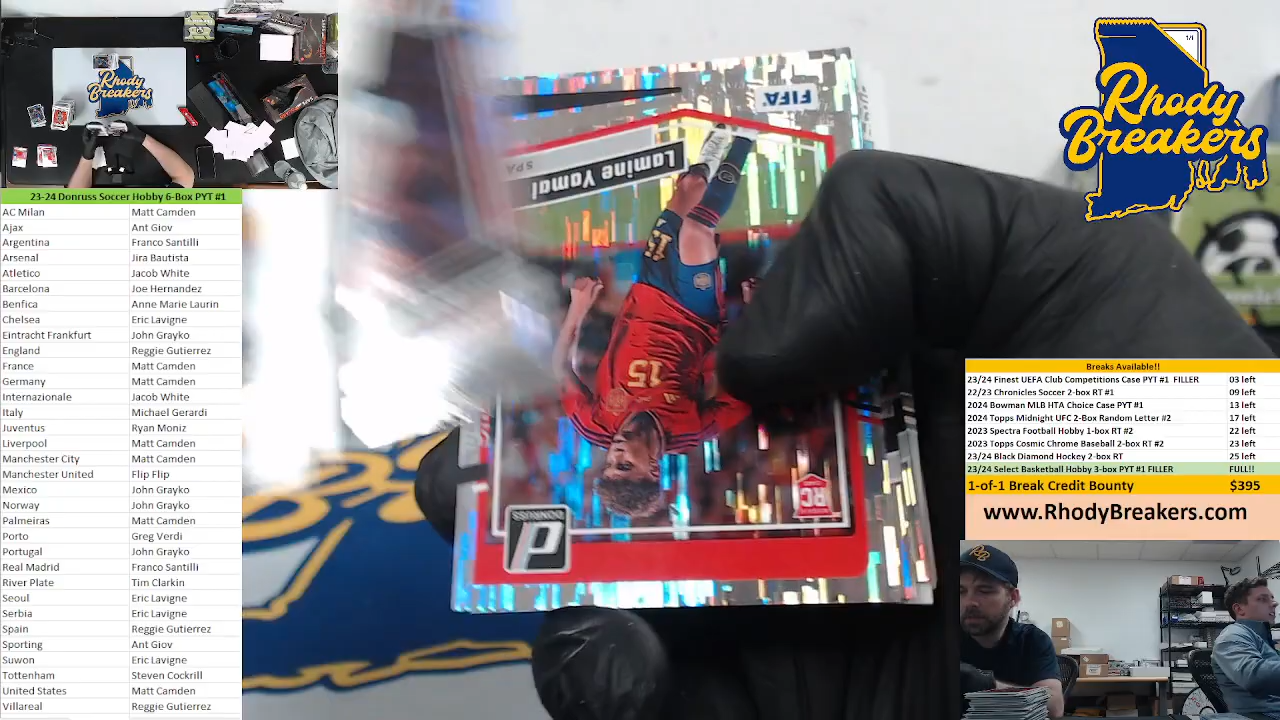 Rhody
Breakers
23-24 Donruss Soccer Hobby 6-Box PYT #1
AC Milan Matt Camden
Ajax Ant Giov
Argentina Franco Santilli
Arsenal Jira Bautista
Atletico Jacob White
Barcelona Joe Hernandez
Benfica Anne Marie Laurin
Chelsea Eric Lavigne
Eintracht Frankfurt John Grayko
England Reggie Gutierrez
France Matt Camden
Germany Matt Camden
Internazionale Jacob White
Italy Michael Gerardi
Juventus Ryan Moniz
Liverpool Matt Camden
Manchester City Matt Camden
Manchester United Flip Flip
Mexico John Grayko
Norway John Grayko
Palmeiras Matt Camden
Porto Greg Verdi
Portugal John Grayko
Real Madrid Franco Santilli
River Plate Tim Clarkin
Seoul Eric Lavigne
Serbia Eric Lavigne
Spain Reggie Gutierrez
Sporting Ant Giov
Suwon Eric Lavigne
Tottenham Steven Cockrill
United States Matt Camden
Villareal Reggie Gutierrez
FIFA
Lamine Yamal
SPA
15
15
RC
DONRUSS
1/1
Rhody
Breakers
Breaks Available!!
23/24 Finest UEFA Club Competitions Case PYT #1 FILLER 03 left
22/23 Chronicles Soccer 2-box RT #1 09 left
2024 Bowman MLB HTA Choice Case PYT #1 13 left
2024 Topps Midnight UFC 2-Box Random Letter #2 17 left
2023 Spectra Football Hobby 1-box RT #2 22 left
2023 Topps Cosmic Chrome Baseball 2-box RT #2 23 left
23/24 Black Diamond Hockey 2-box RT 25 left
23/24 Select Basketball Hobby 3-box PYT #1 FILLER FULL!!
1-of-1 Break Credit Bounty $395
www.RhodyBreakers.com